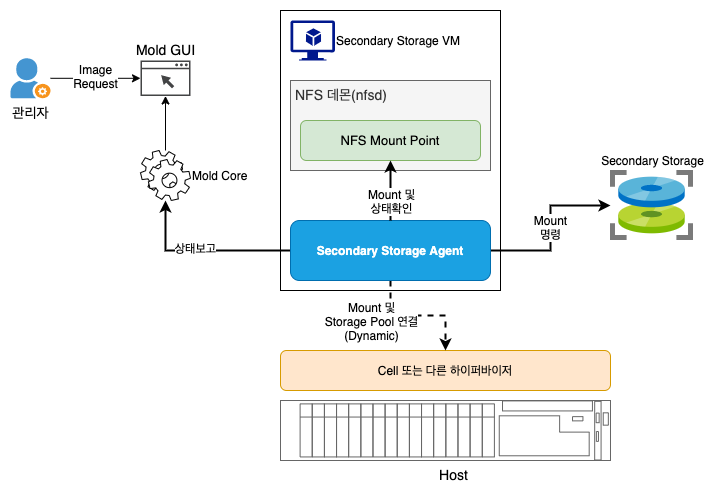 Secondary Storage VM
Mold GUI
Image
Request
관리자
NFS 데몬(nfsd)
NFS Mount Point
Mold Core
Mount 및
상태확인
Secondary Storage
Mount
명령
상태보고
Secondary Storage Agent
Mount 및
Storage Pool 연결
(Dynamic)
Cell 또는 다른 하이퍼바이저
Host